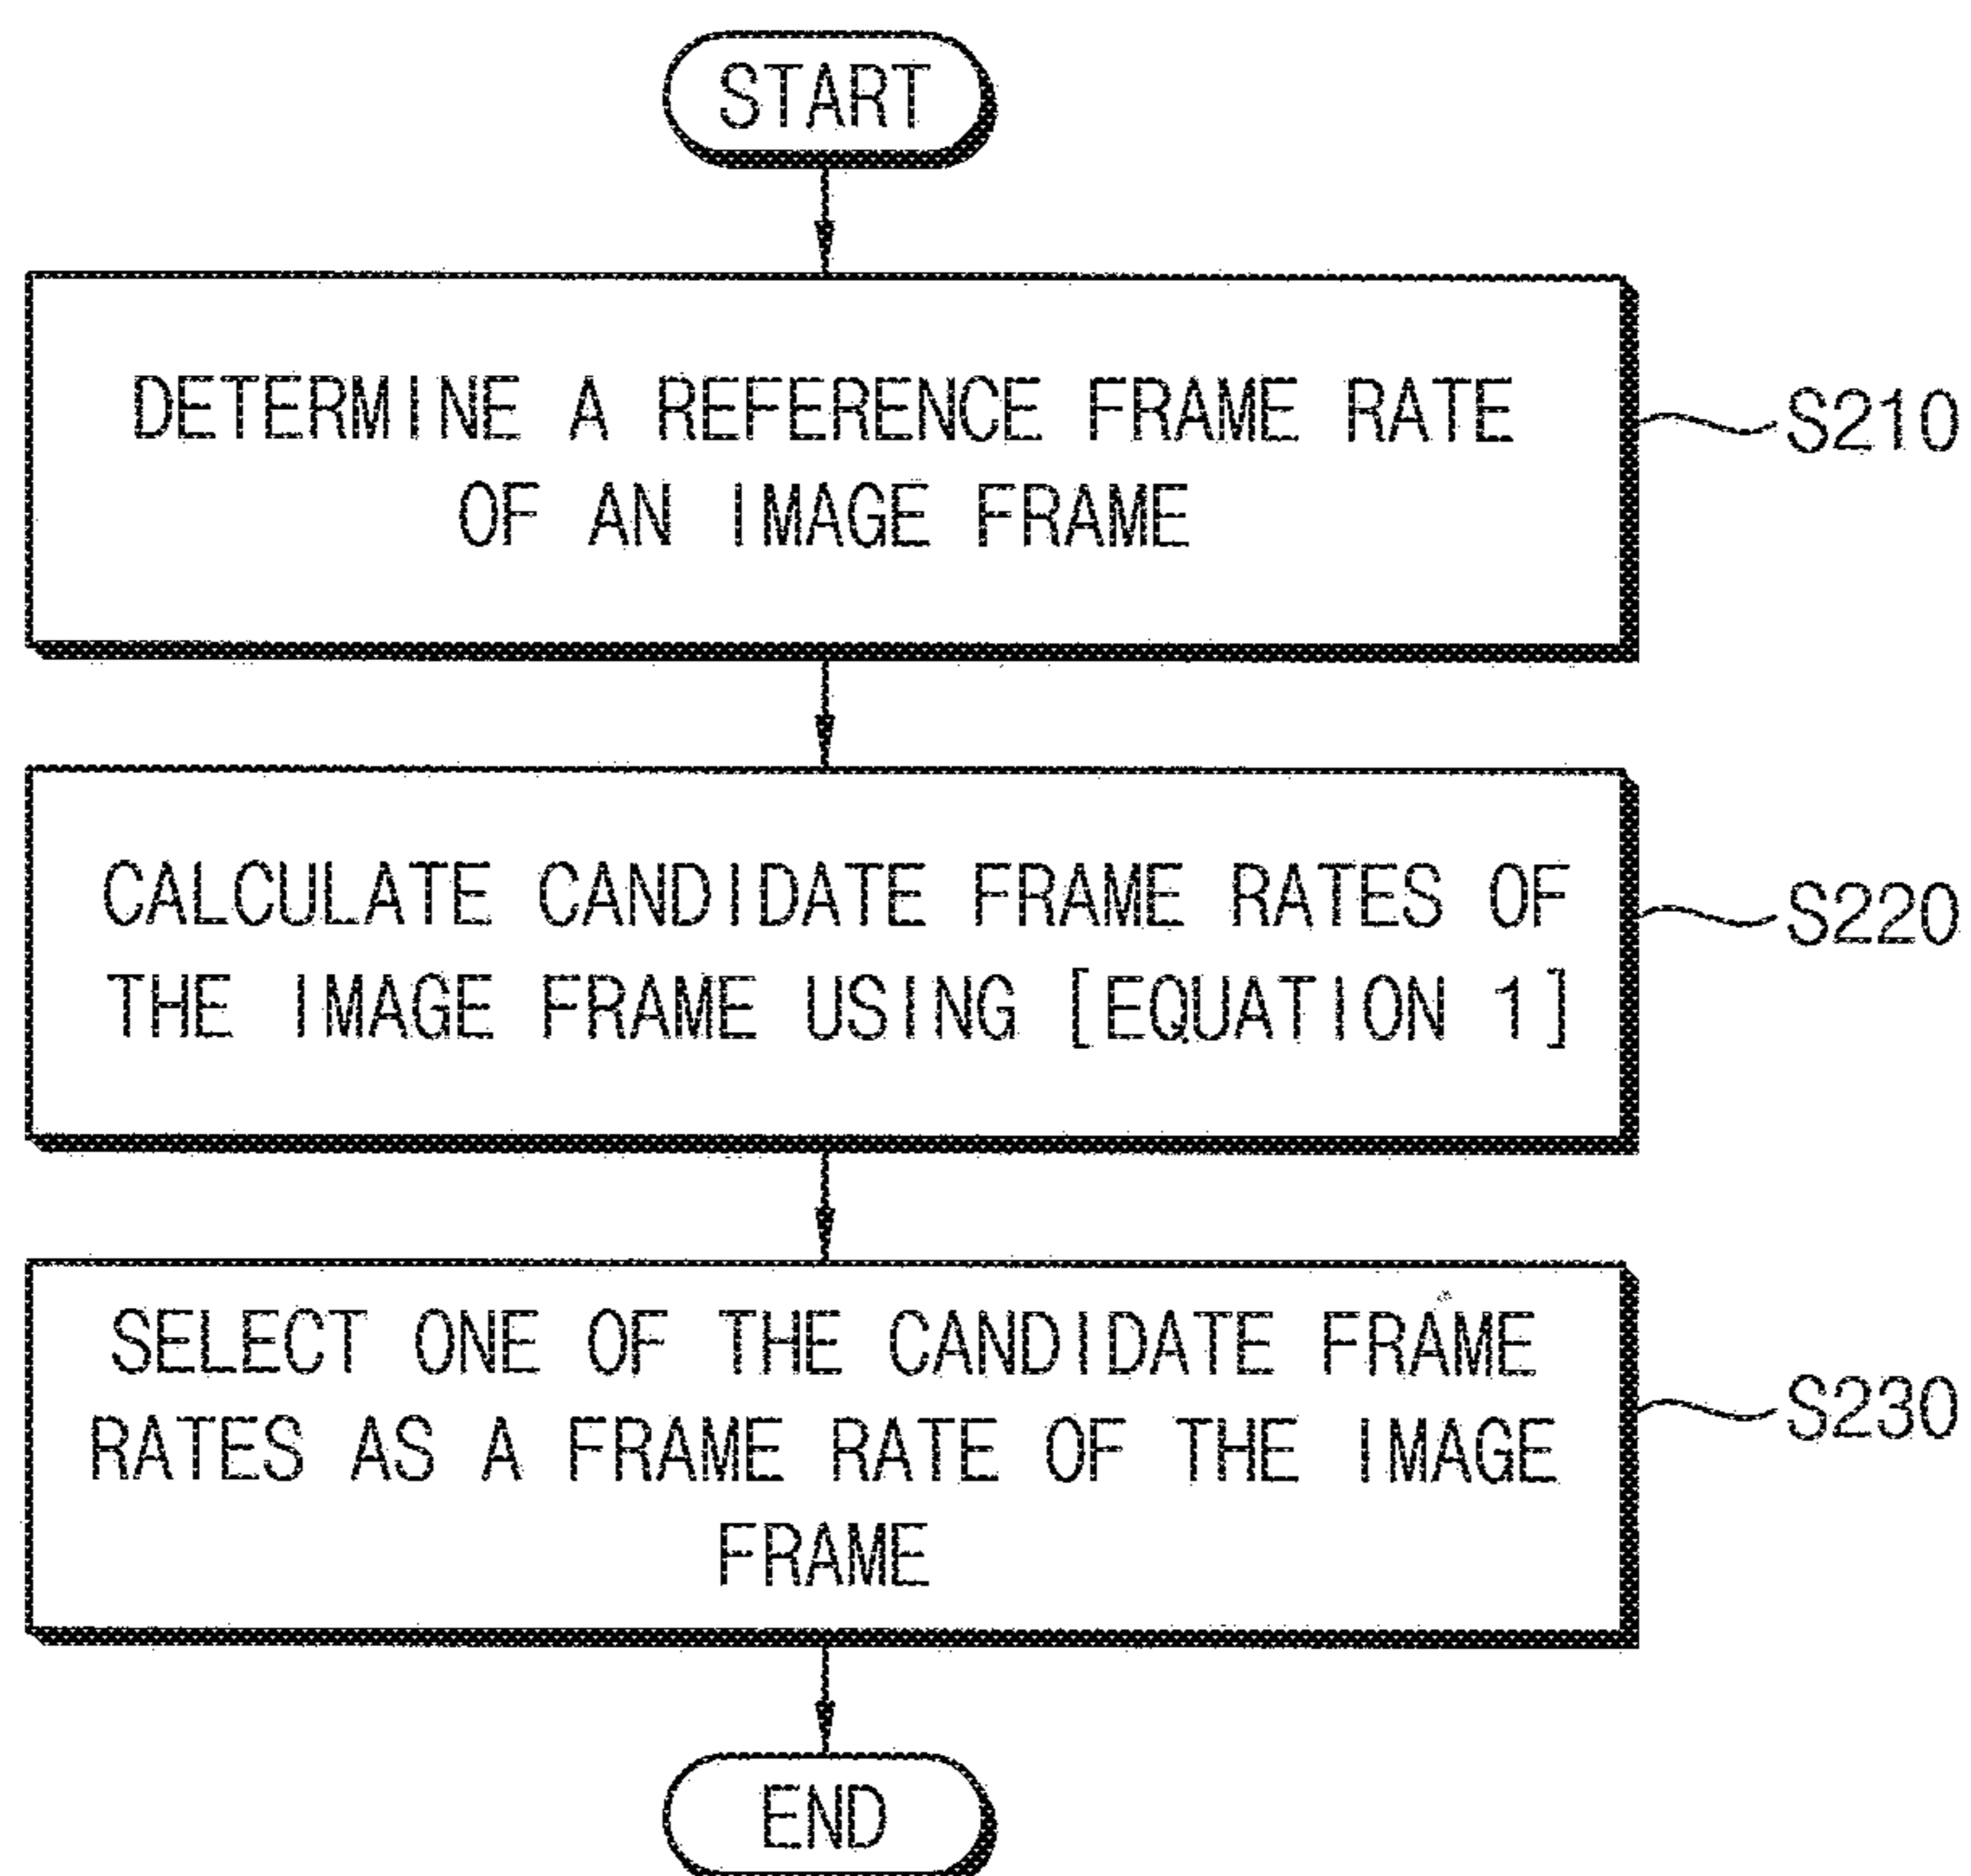 START
DETERMINE A REFERENCE FRAME RATE
OF AN IMAGE FRAME
S210
CALCULATE CANDIDATE FRAME RATES OF
THE IMAGE FRAME USING [EQUATION 1]
S220
SELECT ONE OF THE CANDIDATE FRAME
RATES AS A FRAME RATE OF THE IMAGE
FRAME
S230
END